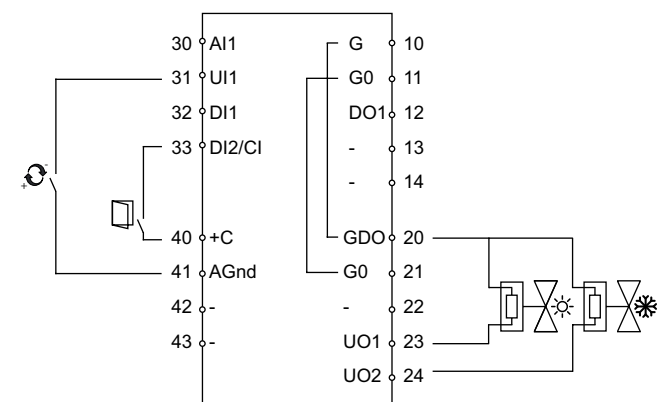 30 AI1 G 10
31 UI1 G0 11
32 DI1 DO1 12
33 DI2/CI - 13
- 14
- +
40 +C GDO 20
41 AGnd G0 21
42 - - 22
43 - UO1 23
UO2 24